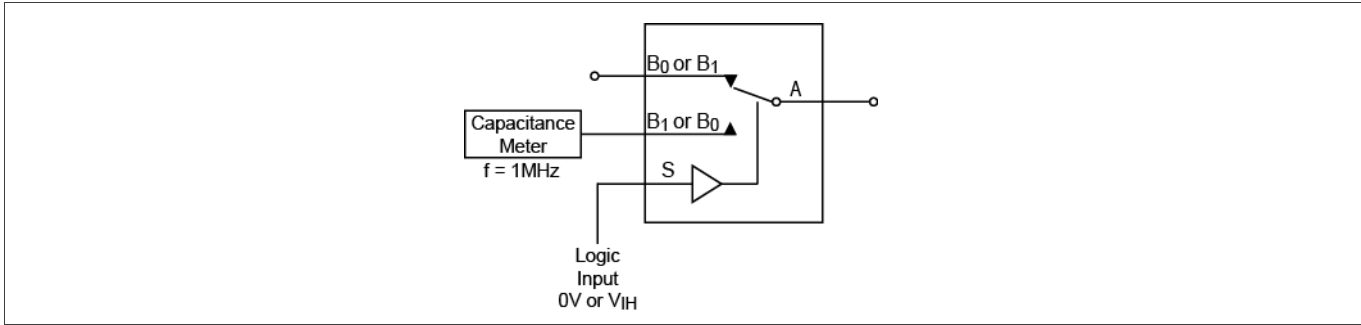 B0 or B1
A
Capacitance
Meter
f = 1MHz
B1 or B0
S
Logic
Input
0V or VIH